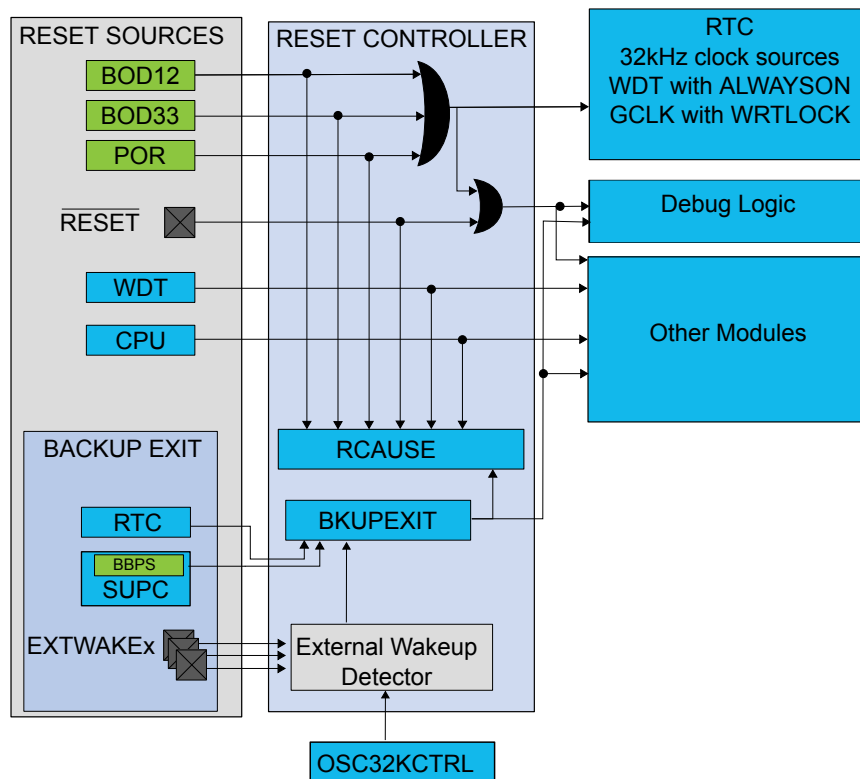 RESET SOURCES
BOD12
BOD33
POR
RESET
WDT
CPU
BACKUP EXIT
RTC
BBPS
SUPC
EXTWAKEx
RESET CONTROLLER
RCAUSE
BKUPEXIT
External Wakeup
Detector
OSC32KCTRL
RTC
32kHz clock sources
WDT with ALWAYSON
GCLK with WRTLOCK
Debug Logic
Other Modules